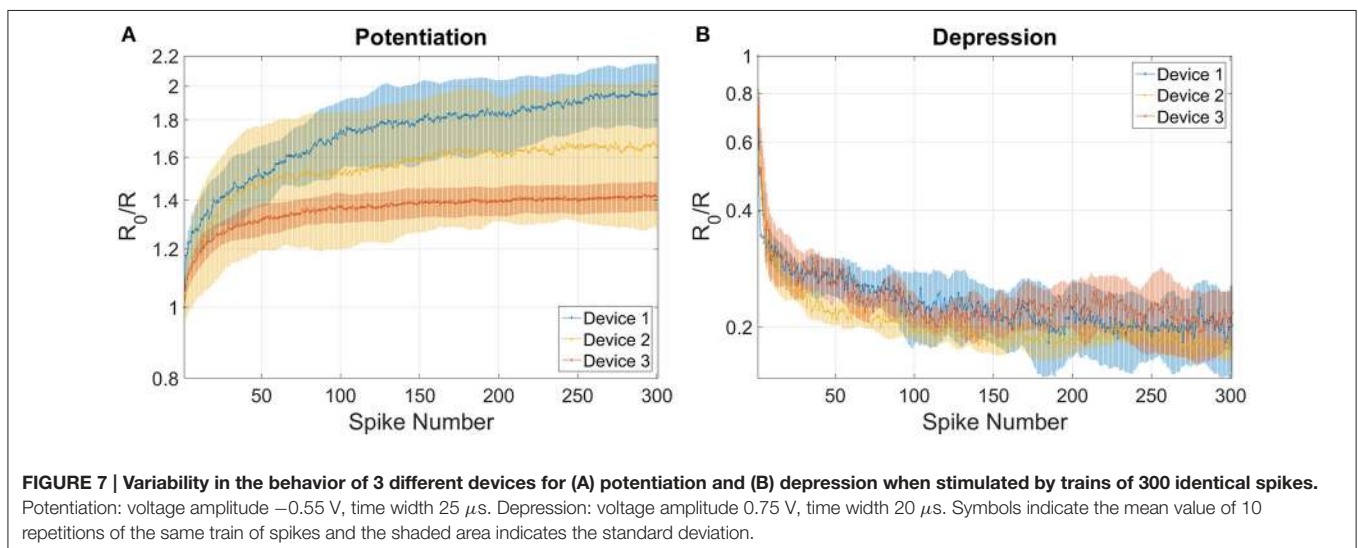 A
Potentiation
2.2
2
1.8
1.6
1.4
1.2
1
0.8
R0/R
50 100 150 200 250 300
Spike Number
Device 1
Device 2
Device 3
B
Depression
1
0.8
0.6
0.4
0.2
R0/R
50 100 150 200 250 300
Spike Number
Device 1
Device 2
Device 3
FIGURE 7 | Variability in the behavior of 3 different devices for (A) potentiation and (B) depression when stimulated by trains of 300 identical spikes.
Potentiation: voltage amplitude −0.55 V, time width 25 μs. Depression: voltage amplitude 0.75 V, time width 20 μs. Symbols indicate the mean value of 10
repetitions of the same train of spikes and the shaded area indicates the standard deviation.